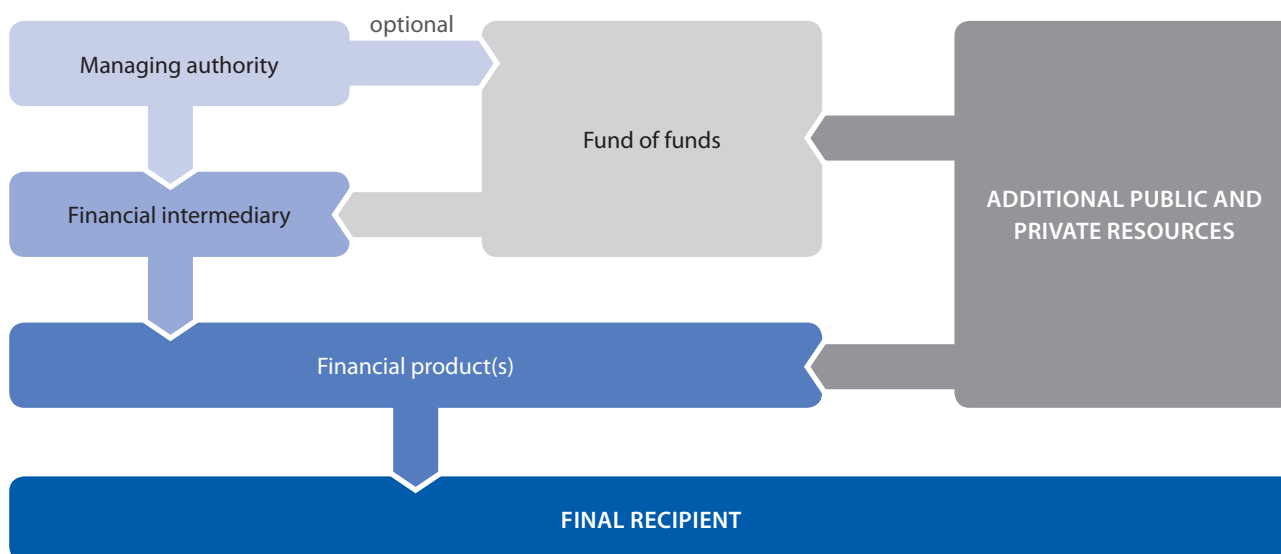 optional
Managing authority
Fund of funds
ADDITIONAL PUBLIC AND
PRIVATE RESOURCES
Financial intermediary
Financial product(s)
FINAL RECIPIENT